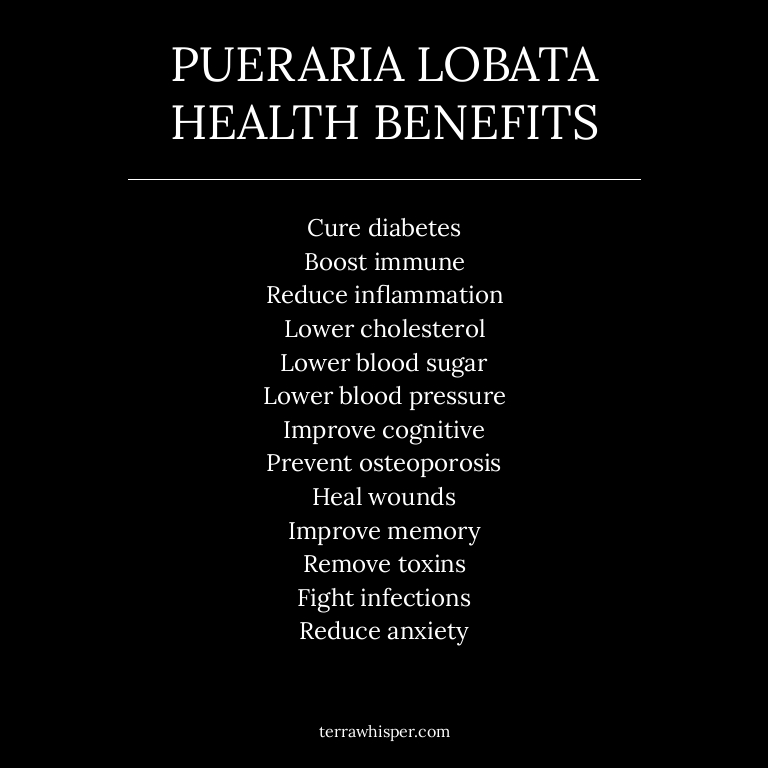 PUERARIA LOBATA
HEALTH BENEFITS
Cure diabetes
Boost immune
Reduce inflammation
Lower cholesterol
Lower blood sugar
Lower blood pressure
Improve cognitive
Prevent osteoporosis
Heal wounds
Improve memory
Remove toxins
Fight infections
Reduce anxiety
terrawhisper.com